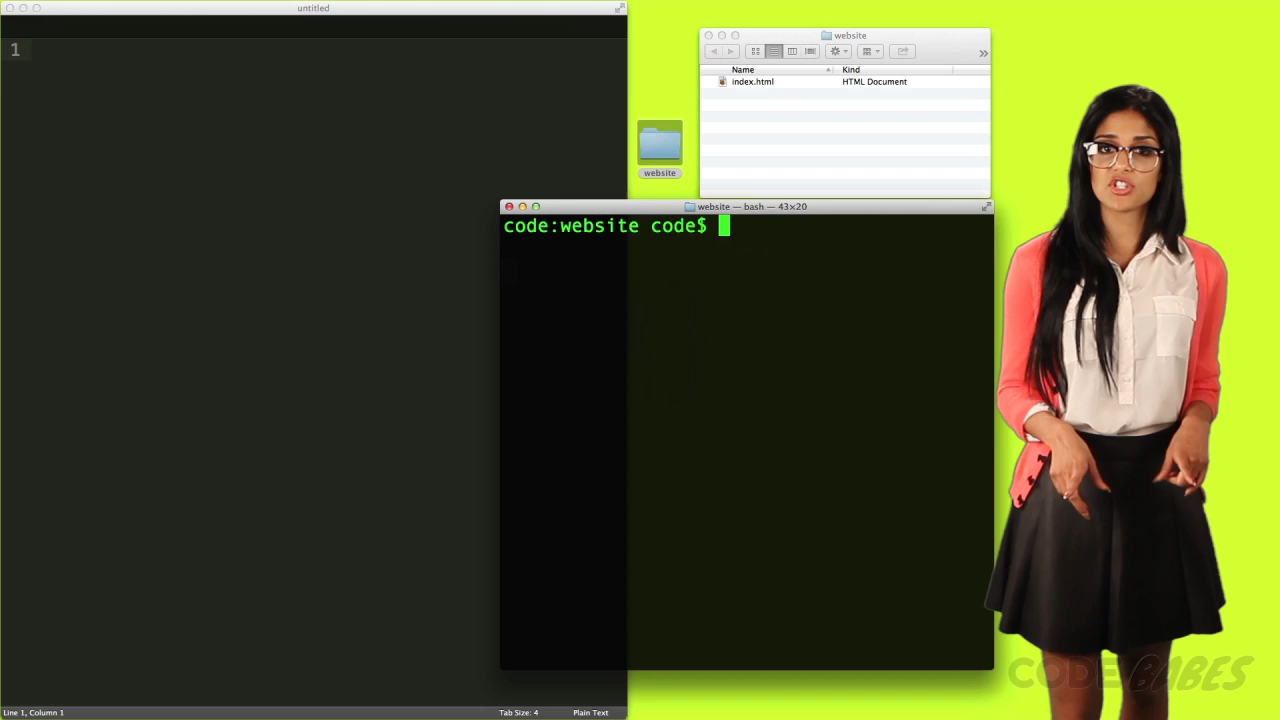 untitled
1
website
Name Kind
index.html HTML Document
website
website — bash — 43×20
code:website code$
CODE BABES
Line 1, Column 1 Tab Size: 4 Plain Text